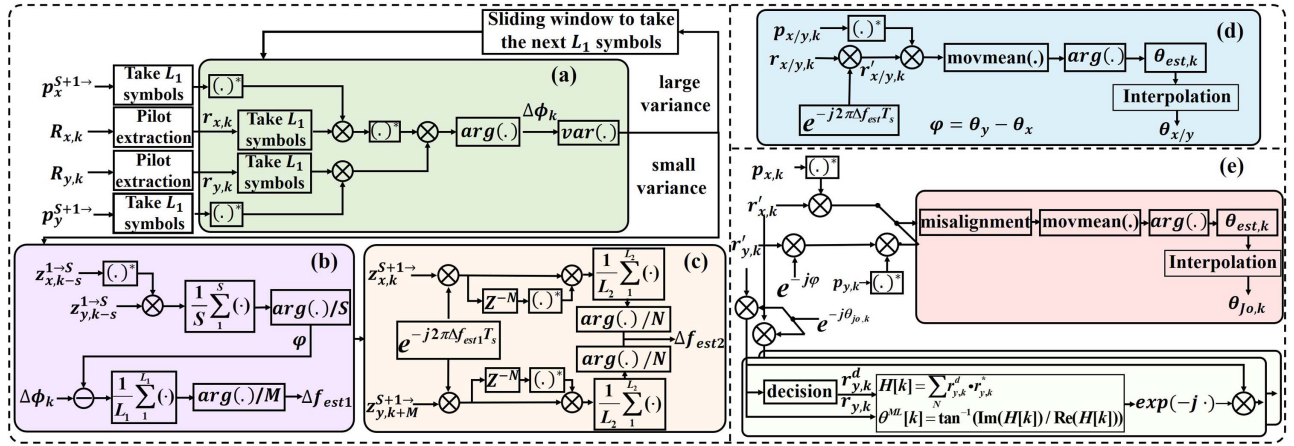 Sliding window to take
the next L₁ symbols
(a)
large
variance
small
variance
p_x^{S+1→}
Take L₁
symbols
(.)*
R_{x,k}
Pilot
extraction
r_{x,k}
Take L₁
symbols
(.)*
arg(.)
Δϕ_k
var(.)
R_{y,k}
Pilot
extraction
r_{y,k}
Take L₁
symbols
p_y^{S+1→}
Take L₁
symbols
(.)*
(b)
z_{x,k-s}^{1→S}
(.)*
z_{y,k-s}^{1→S}
1/S ∑_1^S (·)
arg(.)/S
φ
Δϕ_k
1/L₁ ∑_1^{L₁} (·)
arg(.)/M
Δf_{est1}
(c)
z_{x,k}^{S+1→}
Z^{-N}
(.)*
1/L₂ ∑_1^{L₂} (·)
arg(.)/N
e^{-j2πΔf_{est1}T_s}
Δf_{est2}
arg(.)/N
z_{y,k+M}^{S+1→}
Z^{-N}
(.)*
1/L₂ ∑_1^{L₂} (·)
(d)
p_{x/y,k}
(.)*
r_{x/y,k}
r'_{x/y,k}
movmean(.)
arg(.)
θ_{est,k}
Interpolation
e^{-j2πΔf_{est}T_s}
φ = θ_y − θ_x
θ_{x/y}
(e)
p_{x,k}
(.)*
r'_{x,k}
misalignment
movmean(.)
arg(.)
θ_{est,k}
r'_{y,k}
Interpolation
e^{-jφ}
p_{y,k}
(.)*
θ_{Jo,k}
e^{-jθ_{jo,k}}
decision
r_{y,k}^d
r_{y,k}
H[k]=∑_N r_{y,k}^d • r_{y,k}^*
θ^{ML}[k]=tan^{-1}(Im(H[k])/Re(H[k]))
exp(−j ·)